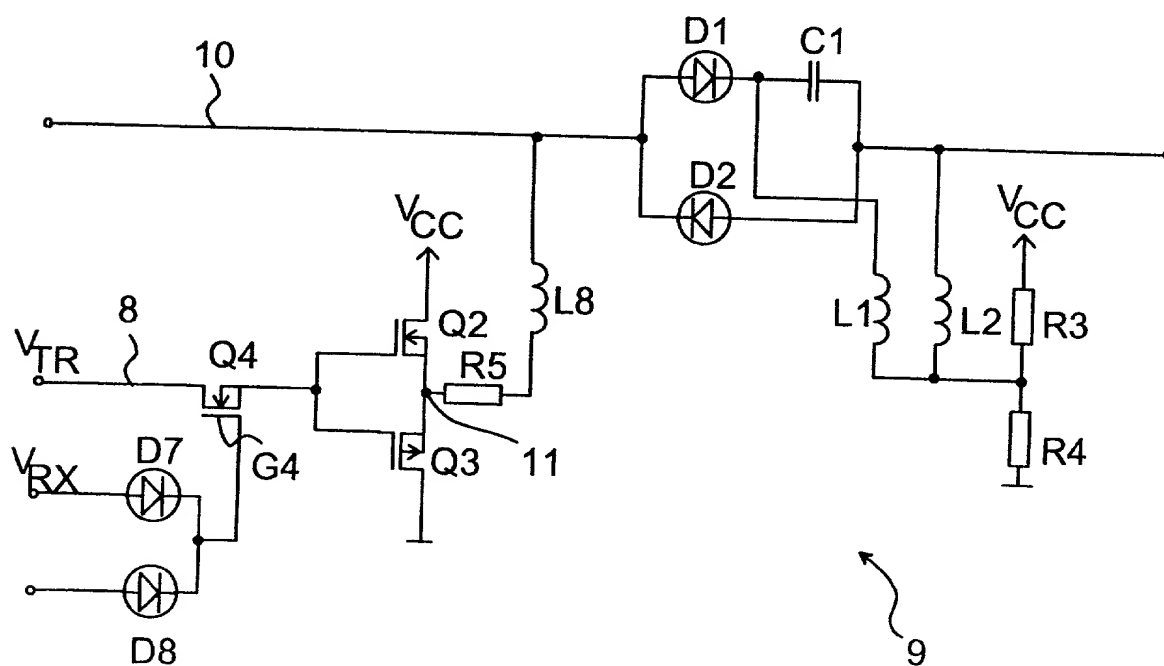 D1
C1
10
D2
VCC
VCC
L8
L1
L2
R3
8
Q2
VTR
Q4
R5
D7
G4
Q3
11
R4
VRX
D8
9